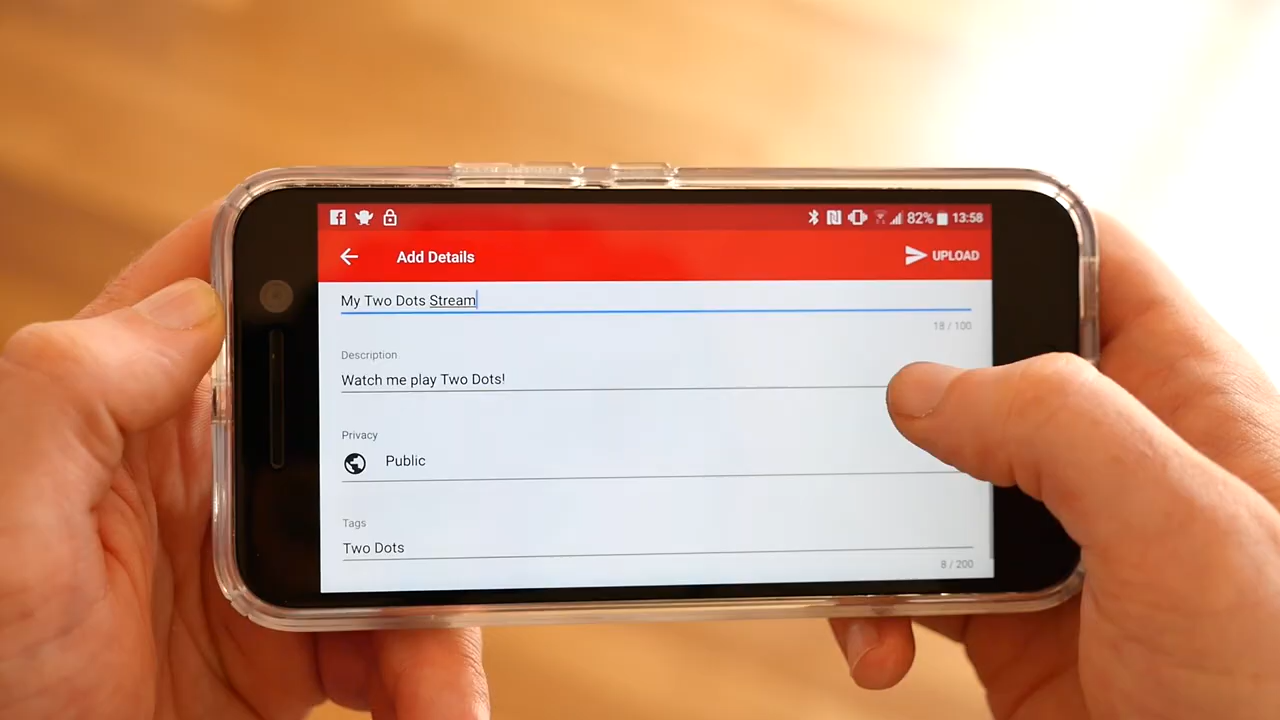 82% 13:58
Add Details
UPLOAD
My Two Dots Stream
18 / 100
Description
Watch me play Two Dots!
Privacy
Public
Tags
Two Dots
8 / 200